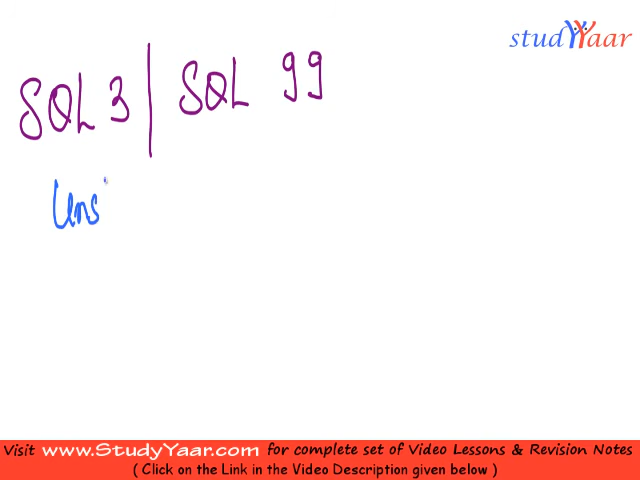 studYYaar
SQL 3 | SQL 99
Uns
Visit www.StudyYaar.com for complete set of Video Lessons & Revision Notes
( Click on the Link in the Video Description given below )